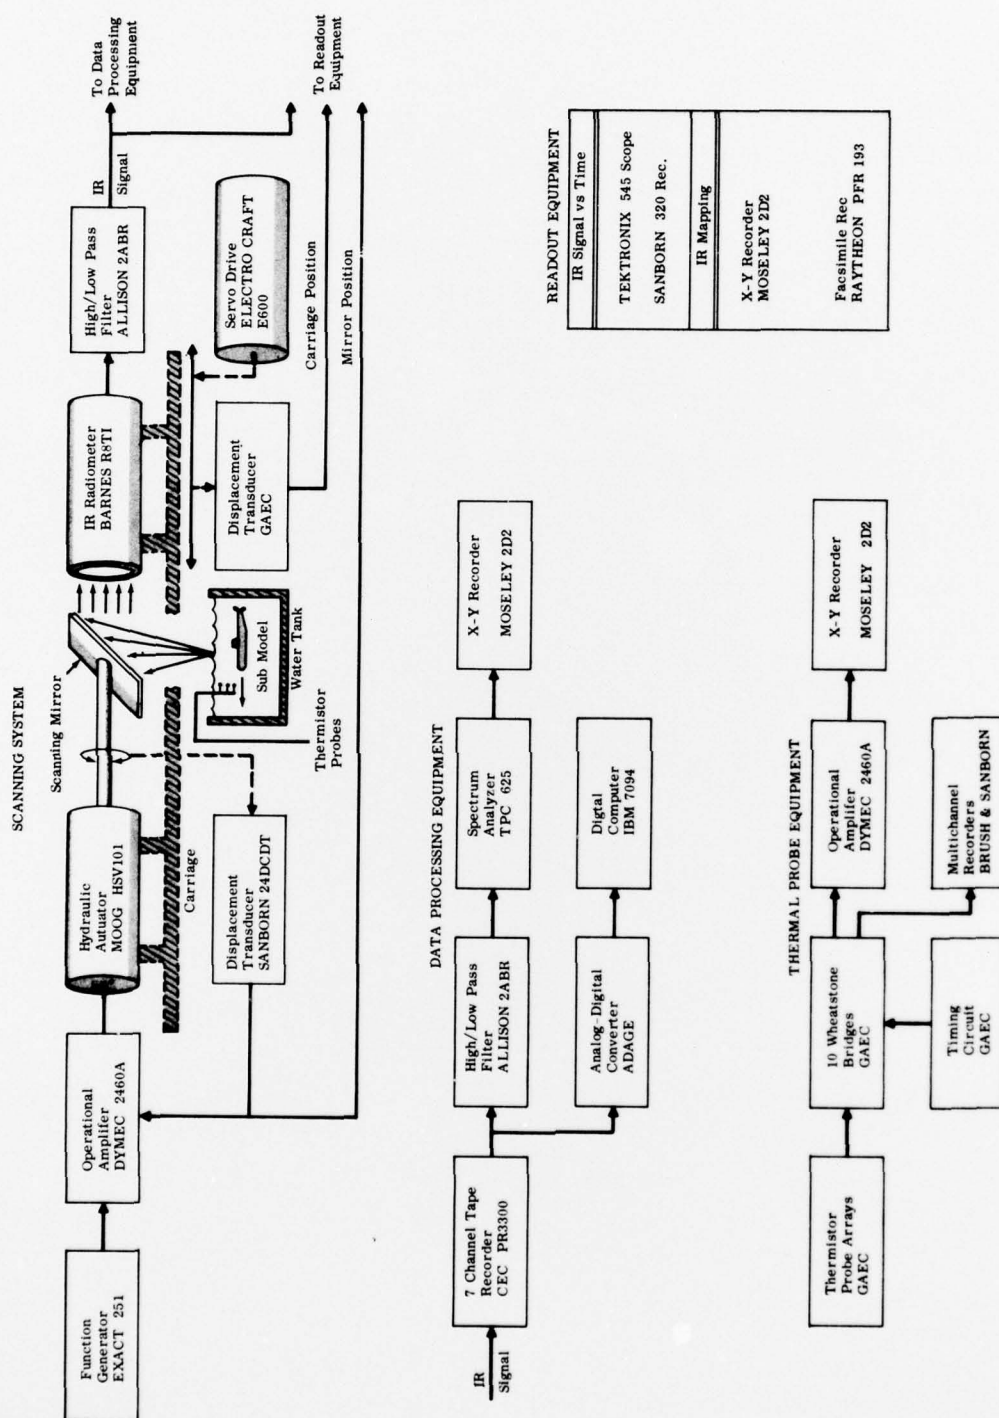 SCANNING SYSTEM
Function
Generator
EXACT 251
Operational
Amplifer
DYMEC 2460A
Hydraulic
Autuator
MOOG HSV101
Scanning Mirror
IR Radiometer
BARNES R8TI
High/Low Pass
Filter
ALLISON 2ABR
IR
Signal
To Data
Processing
Equipment
Carriage
Displacement
Transducer
SANBORN 24DCDT
Thermistor
Probes
Sub Model
Water Tank
Displacement
Transducer
GAEC
Servo Drive
ELECTRO CRAFT
E600
Carriage Position
Mirror Position
To Readout
Equipment
DATA PROCESSING EQUIPMENT
IR
Signal
7 Channel Tape
Recorder
CEC PR3300
High/Low Pass
Filter
ALLISON 2ABR
Spectrum
Analyzer
TPC 625
X-Y Recorder
MOSELEY 2D2
Analog-Digital
Converter
ADAGE
Digtal
Computer
IBM 7094
READOUT EQUIPMENT
IR Signal vs Time
TEKTRONIX 545 Scope
SANBORN 320 Rec.
IR Mapping
X-Y Recorder
MOSELEY 2D2
Facsimile Rec
RAYTHEON PFR 193
THERMAL PROBE EQUIPMENT
Thermistor
Probe Arrays
GAEC
10 Wheatstone
Bridges
GAEC
Operational
Amplifer
DYMEC 2460A
X-Y Recorder
MOSELEY 2D2
Timing
Circuit
GAEC
Multichannel
Recorders
BRUSH & SANBORN